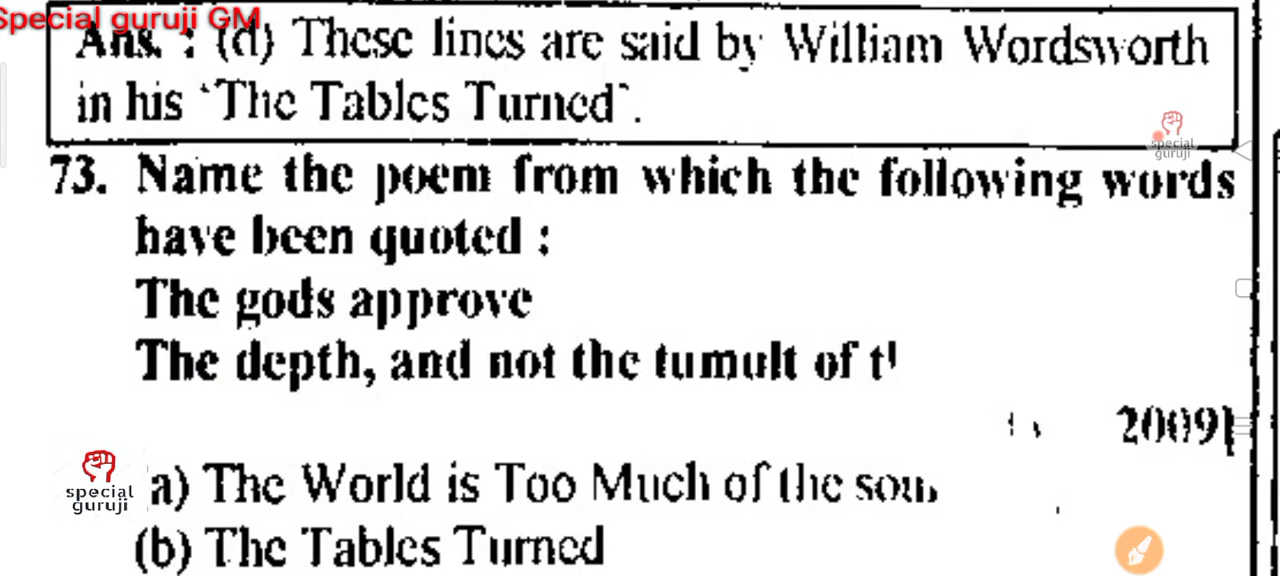 Special guruji GM
Ans. : (d) These lines are said by William Wordsworth
in his 'The Tables Turned'.
special
guruji
73. Name the poem from which the following words
have been quoted :
The gods approve
The depth, and not the tumult of
2009]
special
guruji
a) The World is Too Much of the
(b) The Tables Turned